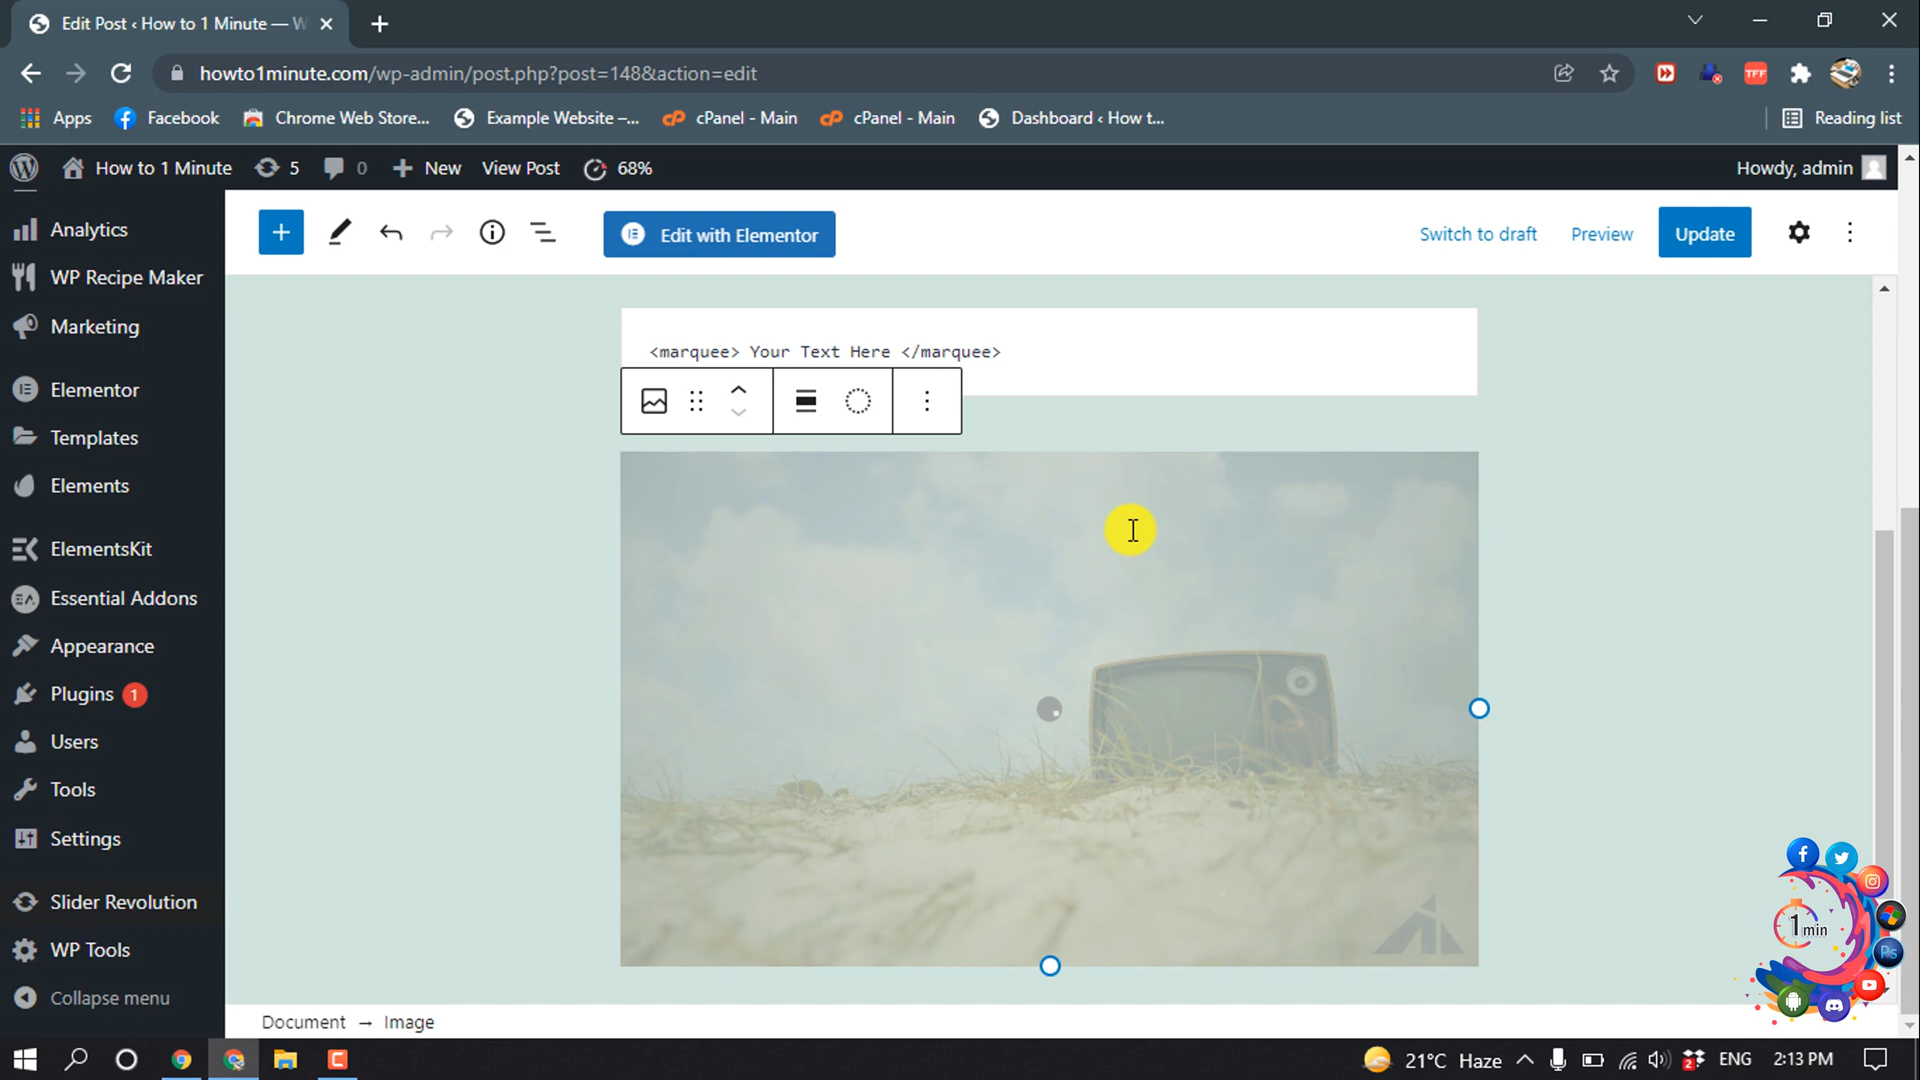 Edit Post ‹ How to 1 Minute — W
howto1minute.com/wp-admin/post.php?post=148&action=edit
TFF
Apps
Facebook
Chrome Web Store...
Example Website –...
cPanel - Main
cPanel - Main
Dashboard ‹ How t...
Reading list
How to 1 Minute
5
0
New
View Post
68%
Howdy, admin
Analytics
WP Recipe Maker
Marketing
Elementor
Templates
Elements
ElementsKit
Essential Addons
Appearance
Plugins 1
Users
Tools
Settings
Slider Revolution
WP Tools
Collapse menu
Edit with Elementor
Switch to draft
Preview
Update
<marquee> Your Text Here </marquee>
1 min
Ps
Document → Image
21°C Haze
2
ENG
2:13 PM